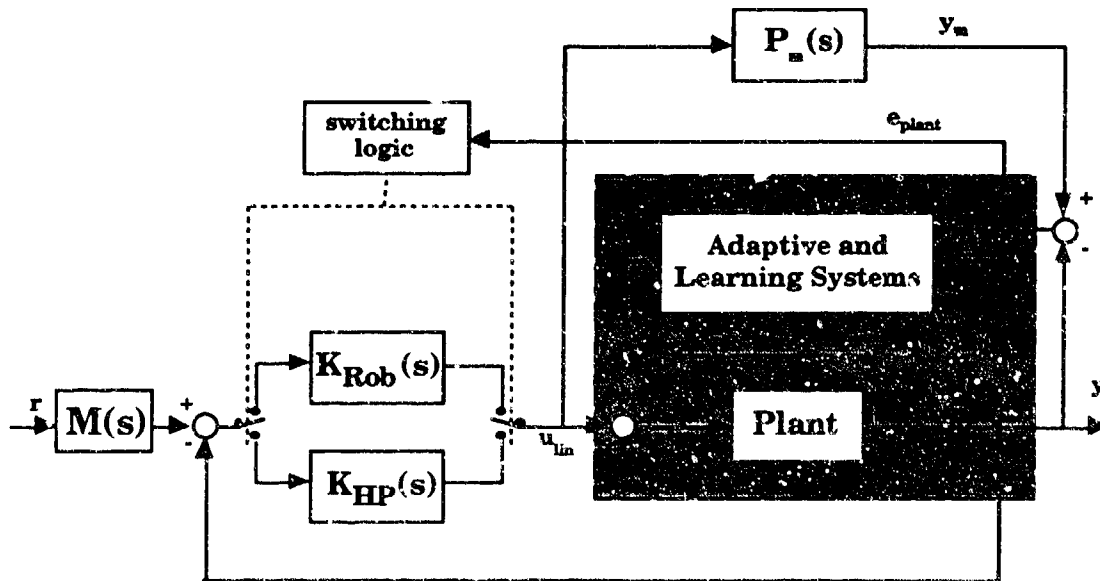 P_m(s)
y_m
switching
logic
e_plant
+
-
Adaptive and
Learning Systems
K_Rob(s)
r
M(s)
+
-
u_lin
Plant
y
K_HP(s)